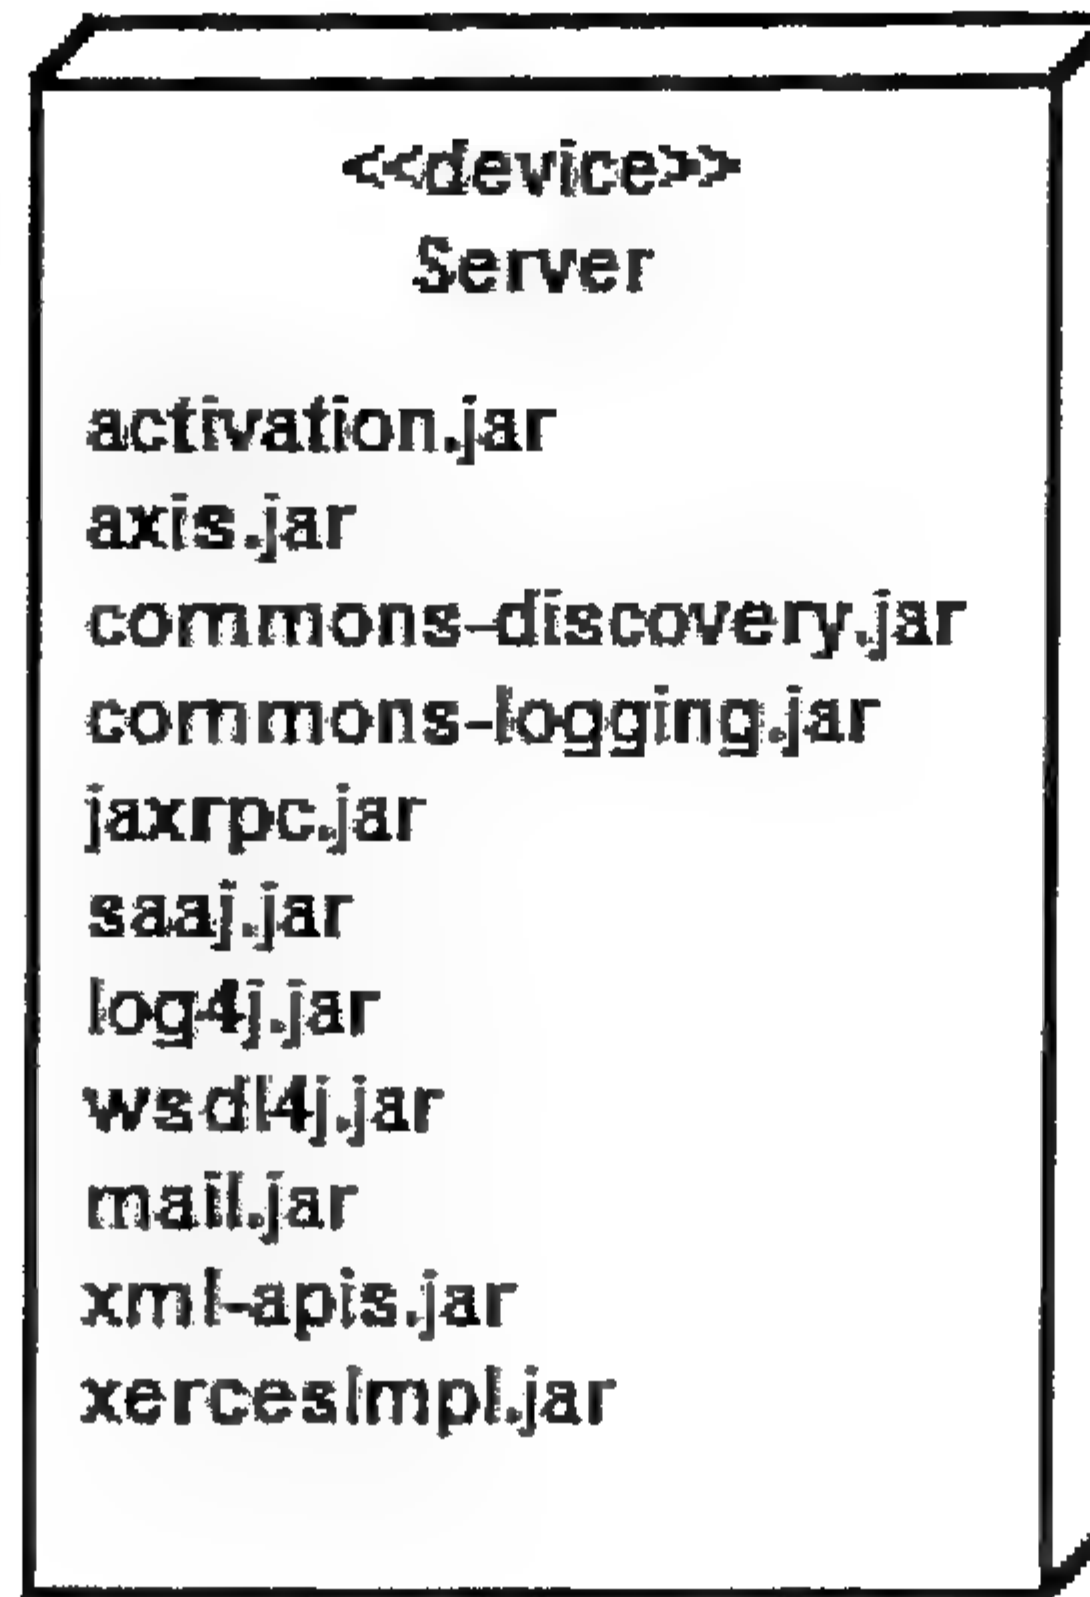 <<device>>
Server
activation.jar
axis.jar
commons-discovery.jar
commons-logging.jar
jaxrpc.jar
saaj.jar
log4j.jar
wsdl4j.jar
mail.jar
xml-apis.jar
xercesImpl.jar